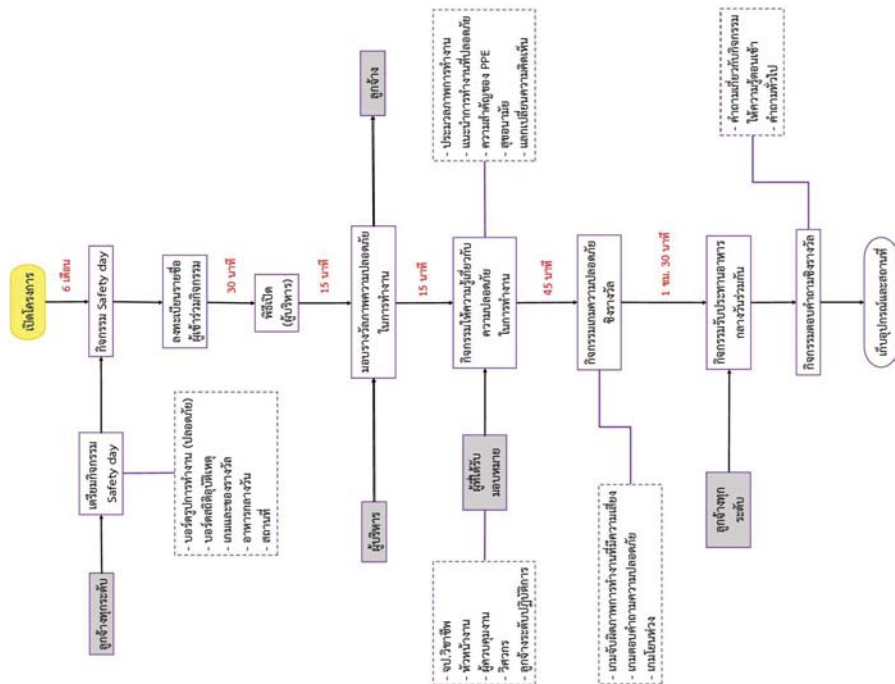 เปิดโครงการ
6 เดือน
ลูกจ้างทุกระดับ
เตรียมกิจกรรม
Safety day
กิจกรรม Safety day
- บอร์ดรูปการทำงาน (ปลอดภัย)
- บอร์ดสถิติอุบัติเหตุ
- เกมและของรางวัล
- อาหารกลางวัน
- สถานที่
ลงทะเบียนรายชื่อ
ผู้เข้าร่วมกิจกรรม
30 นาที
พิธีเปิด
(ผู้บริหาร)
15 นาที
ผู้บริหาร
มอบรางวัลภาพความปลอดภัย
ในการทำงาน
ลูกจ้าง
15 นาที
- จป.วิชาชีพ
- หัวหน้างาน
- ผู้ควบคุมงาน
- วิศวกร
- ลูกจ้างระดับปฏิบัติการ
ผู้ที่ได้รับ
มอบหมาย
กิจกรรมให้ความรู้เกี่ยวกับ
ความปลอดภัย
ในการทำงาน
- ประมวลภาพการทำงาน
- แนะนำการทำงานที่ปลอดภัย
- ความสำคัญของ PPE
- สุขอนามัย
- แลกเปลี่ยนความคิดเห็น
45 นาที
กิจกรรมเกมความปลอดภัย
ชิงรางวัล
- เกมจับผิดภาพการทำงานที่มีความเสี่ยง
- เกมตอบคำถามความปลอดภัย
- เกมโยนห่วง
1 ชม. 30 นาที
ลูกจ้างทุก
ระดับ
กิจกรรมรับประทานอาหาร
กลางวันร่วมกัน
กิจกรรมตอบคำถามชิงรางวัล
- คำถามเกี่ยวกับกิจกรรม
ให้ความรู้ตอนเช้า
- คำถามทั่วไป
เก็บอุปกรณ์และสถานที่